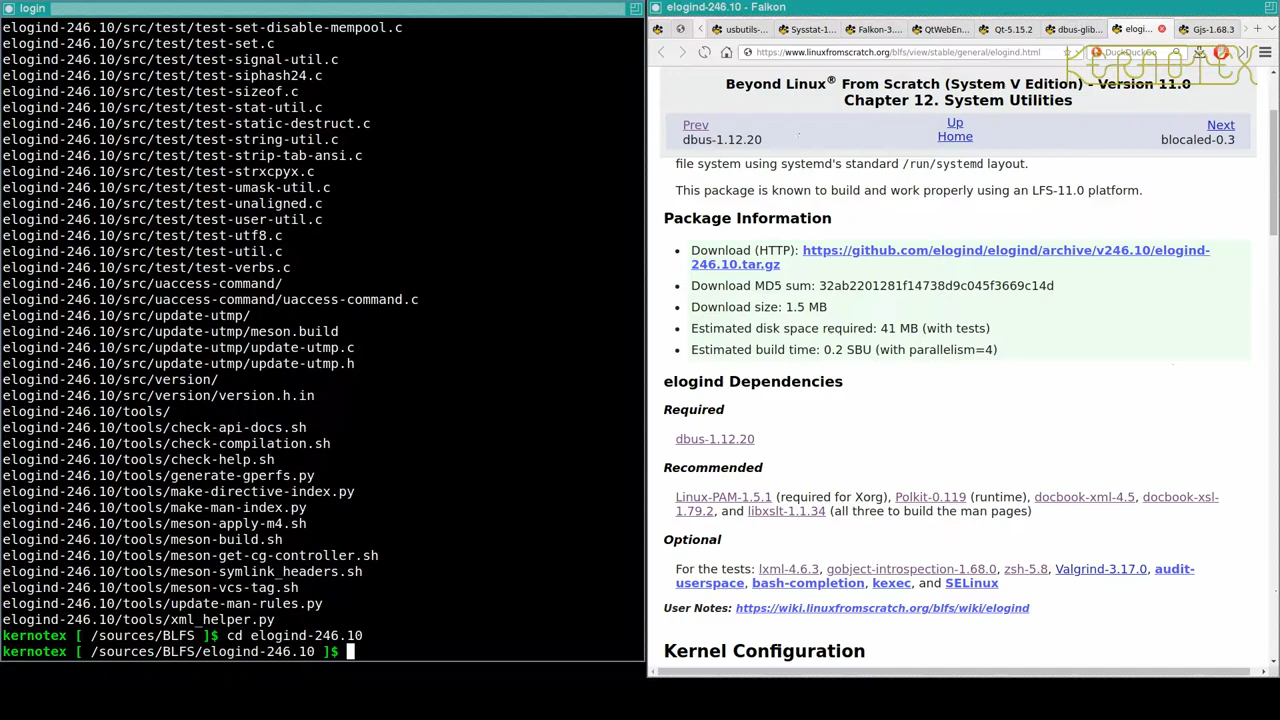 login
elogind-246.10/src/test/test-set-disable-mempool.c
elogind-246.10/src/test/test-set.c
elogind-246.10/src/test/test-signal-util.c
elogind-246.10/src/test/test-siphash24.c
elogind-246.10/src/test/test-sizeof.c
elogind-246.10/src/test/test-stat-util.c
elogind-246.10/src/test/test-static-destruct.c
elogind-246.10/src/test/test-string-util.c
elogind-246.10/src/test/test-strip-tab-ansi.c
elogind-246.10/src/test/test-strxcpyx.c
elogind-246.10/src/test/test-umask-util.c
elogind-246.10/src/test/test-unaligned.c
elogind-246.10/src/test/test-user-util.c
elogind-246.10/src/test/test-utf8.c
elogind-246.10/src/test/test-util.c
elogind-246.10/src/test/test-verbs.c
elogind-246.10/src/uaccess-command/
elogind-246.10/src/uaccess-command/uaccess-command.c
elogind-246.10/src/update-utmp/
elogind-246.10/src/update-utmp/meson.build
elogind-246.10/src/update-utmp/update-utmp.c
elogind-246.10/src/update-utmp/update-utmp.h
elogind-246.10/src/version/
elogind-246.10/src/version/version.h.in
elogind-246.10/tools/
elogind-246.10/tools/check-api-docs.sh
elogind-246.10/tools/check-compilation.sh
elogind-246.10/tools/check-help.sh
elogind-246.10/tools/generate-gperfs.py
elogind-246.10/tools/make-directive-index.py
elogind-246.10/tools/make-man-index.py
elogind-246.10/tools/meson-apply-m4.sh
elogind-246.10/tools/meson-build.sh
elogind-246.10/tools/meson-get-cg-controller.sh
elogind-246.10/tools/meson-symlink_headers.sh
elogind-246.10/tools/meson-vcs-tag.sh
elogind-246.10/tools/update-man-rules.py
elogind-246.10/tools/xml_helper.py
kernotex [ /sources/BLFS ]$ cd elogind-246.10
kernotex [ /sources/BLFS/elogind-246.10 ]$
elogind-246.10 - Falkon
usbutils- Sysstat-1 Falkon-3.... QtWebEn... Qt-5.15.2 dbus-glib... elogi... Gjs-1.68.3
https://www.linuxfromscratch.org/blfs/view/stable/general/elogind.html DuckDuckGo
KERNOTEX
Beyond Linux® From Scratch (System V Edition) - Version 11.0
Chapter 12. System Utilities
Prev Up Next
dbus-1.12.20 Home blocaled-0.3
file system using systemd's standard /run/systemd layout.
This package is known to build and work properly using an LFS-11.0 platform.
Package Information
• Download (HTTP): https://github.com/elogind/elogind/archive/v246.10/elogind-
246.10.tar.gz
• Download MD5 sum: 32ab2201281f14738d9c045f3669c14d
• Download size: 1.5 MB
• Estimated disk space required: 41 MB (with tests)
• Estimated build time: 0.2 SBU (with parallelism=4)
elogind Dependencies
Required
dbus-1.12.20
Recommended
Linux-PAM-1.5.1 (required for Xorg), Polkit-0.119 (runtime), docbook-xml-4.5, docbook-xsl-
1.79.2, and libxslt-1.1.34 (all three to build the man pages)
Optional
For the tests: lxml-4.6.3, gobject-introspection-1.68.0, zsh-5.8, Valgrind-3.17.0, audit-
userspace, bash-completion, kexec, and SELinux
User Notes: https://wiki.linuxfromscratch.org/blfs/wiki/elogind
Kernel Configuration